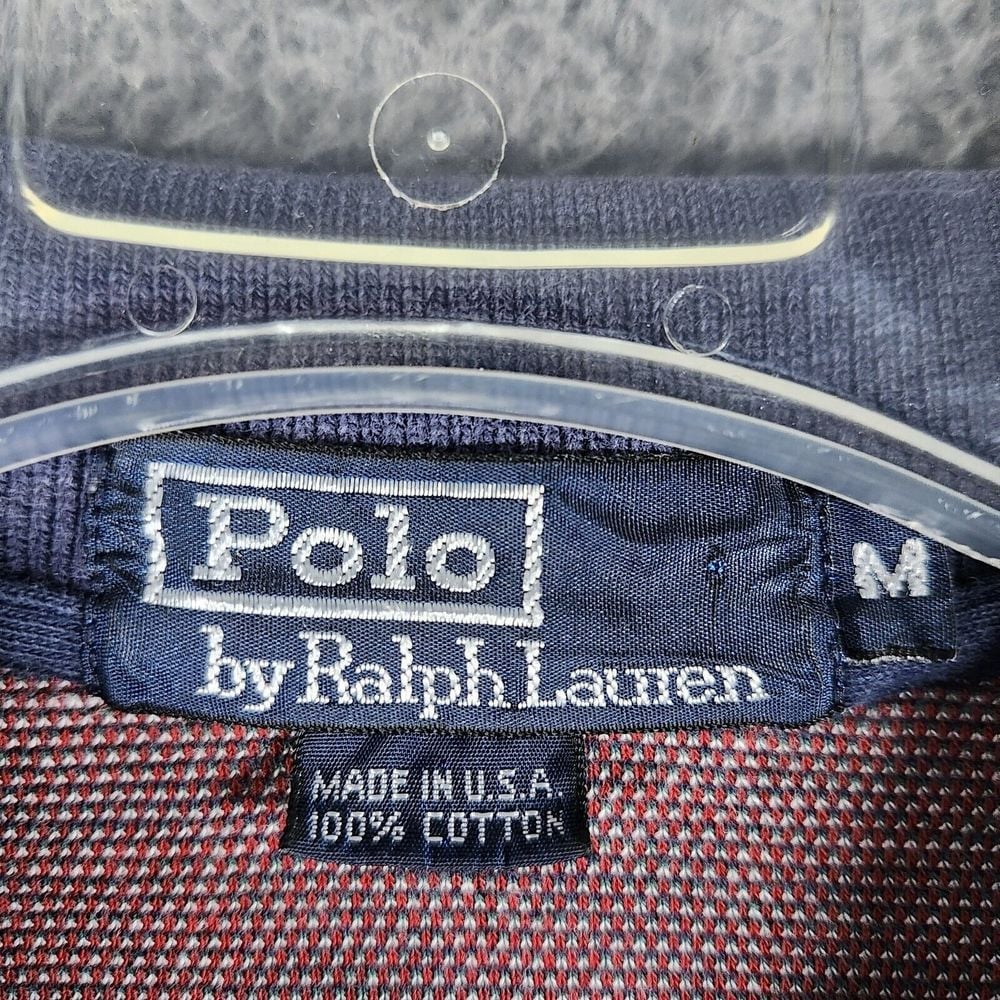 Polo
by Ralph Lauren
M
MADE IN U.S.A.
100% COTTON